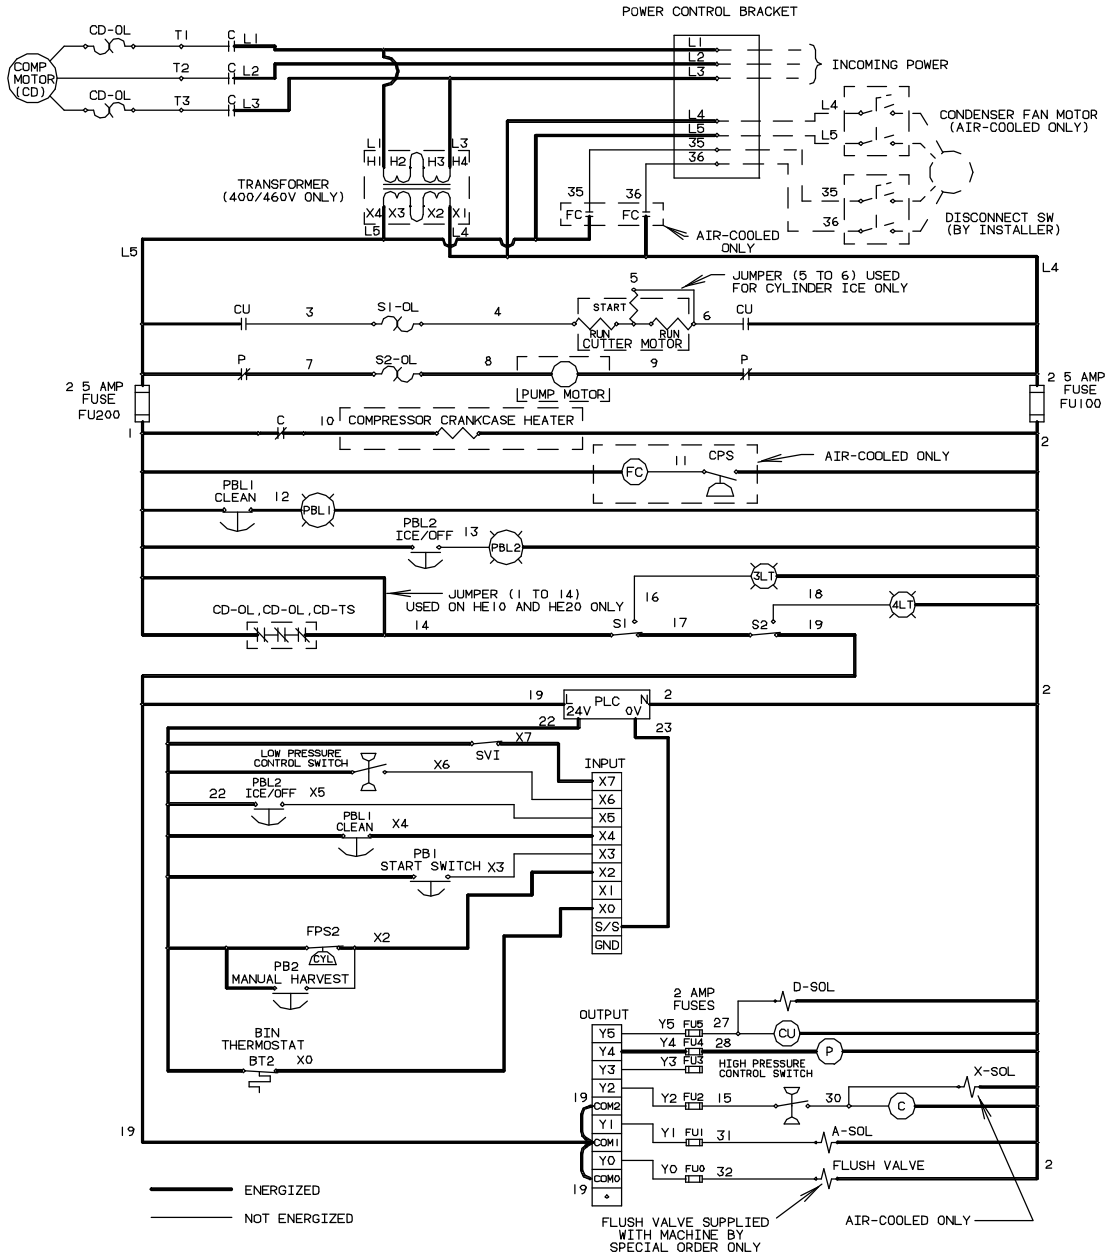 POWER CONTROL BRACKET
CD-OL
T1
C
L1
COMP
MOTOR
(CD)
T2
C
L2
CD-OL
T3
C
L3
L1
L2
L3
INCOMING POWER
L4
L5
35
36
L4
L5
CONDENSER FAN MOTOR
(AIR-COOLED ONLY)
35
36
DISCONNECT SW
(BY INSTALLER)
L1
L3
H1
H2
H3
H4
TRANSFORMER
(400/460V ONLY)
X4
X3
X2
X1
L5
L4
35
36
FC
FC
AIR-COOLED
ONLY
L5
L4
JUMPER (5 TO 6) USED
FOR CYLINDER ICE ONLY
CU
3
S1-OL
4
5
START
RUN
RUN
CUTTER MOTOR
6
CU
P
7
S2-OL
8
PUMP MOTOR
9
P
2 5 AMP
FUSE
FU200
2 5 AMP
FUSE
FU100
1
C
10
COMPRESSOR CRANKCASE HEATER
2
FC
11
CPS
AIR-COOLED ONLY
PBL1
CLEAN
12
PBL1
PBL2
ICE/OFF
13
PBL2
JUMPER (1 TO 14)
USED ON HE10 AND HE20 ONLY
3LT
16
18
4LT
CD-OL,CD-OL,CD-TS
14
S1
17
S2
19
19
L
PLC
N
24V
0V
2
2
22
23
X7
SV1
LOW PRESSURE
CONTROL SWITCH
X6
INPUT
PBL2
ICE/OFF
22
X5
PBL1
CLEAN
X4
PB1
START SWITCH
X3
X7
X6
X5
X4
X3
X2
X1
X0
S/S
GND
FPS2
X2
CYL
PB2
MANUAL HARVEST
BIN
THERMOSTAT
BT2
X0
OUTPUT
2 AMP
FUSES
D-SOL
Y5
Y5
FU5
27
CU
Y4
Y4
FU4
28
P
Y3
Y3
FU3
HIGH PRESSURE
CONTROL SWITCH
X-SOL
Y2
19
COM2
Y2
FU2
15
30
C
Y1
19
COM1
Y1
FU1
31
A-SOL
Y0
19
COM0
Y0
FU0
32
FLUSH VALVE
2
ENERGIZED
NOT ENERGIZED
FLUSH VALVE SUPPLIED
WITH MACHINE BY
SPECIAL ORDER ONLY
AIR-COOLED ONLY